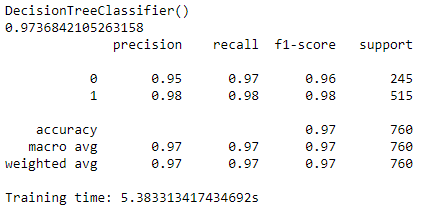 DecisionTreeClassifier()
0.9736842105263158
precision recall f1-score support
0 0.95 0.97 0.96 245
1 0.98 0.98 0.98 515
accuracy 0.97 760
macro avg 0.97 0.97 0.97 760
weighted avg 0.97 0.97 0.97 760
Training time: 5.383313417434692s